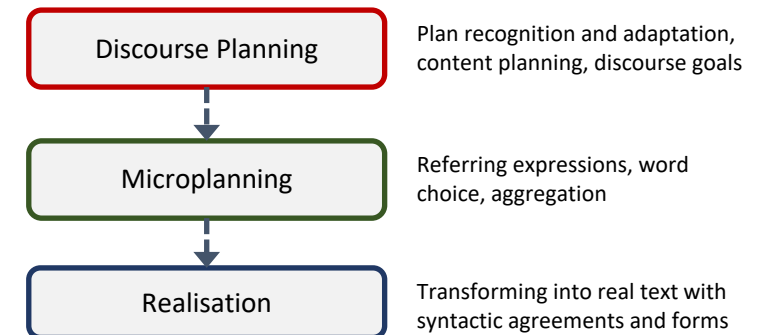 Discourse Planning
Plan recognition and adaptation,
content planning, discourse goals
Microplanning
Referring expressions, word
choice, aggregation
Realisation
Transforming into real text with
syntactic agreements and forms